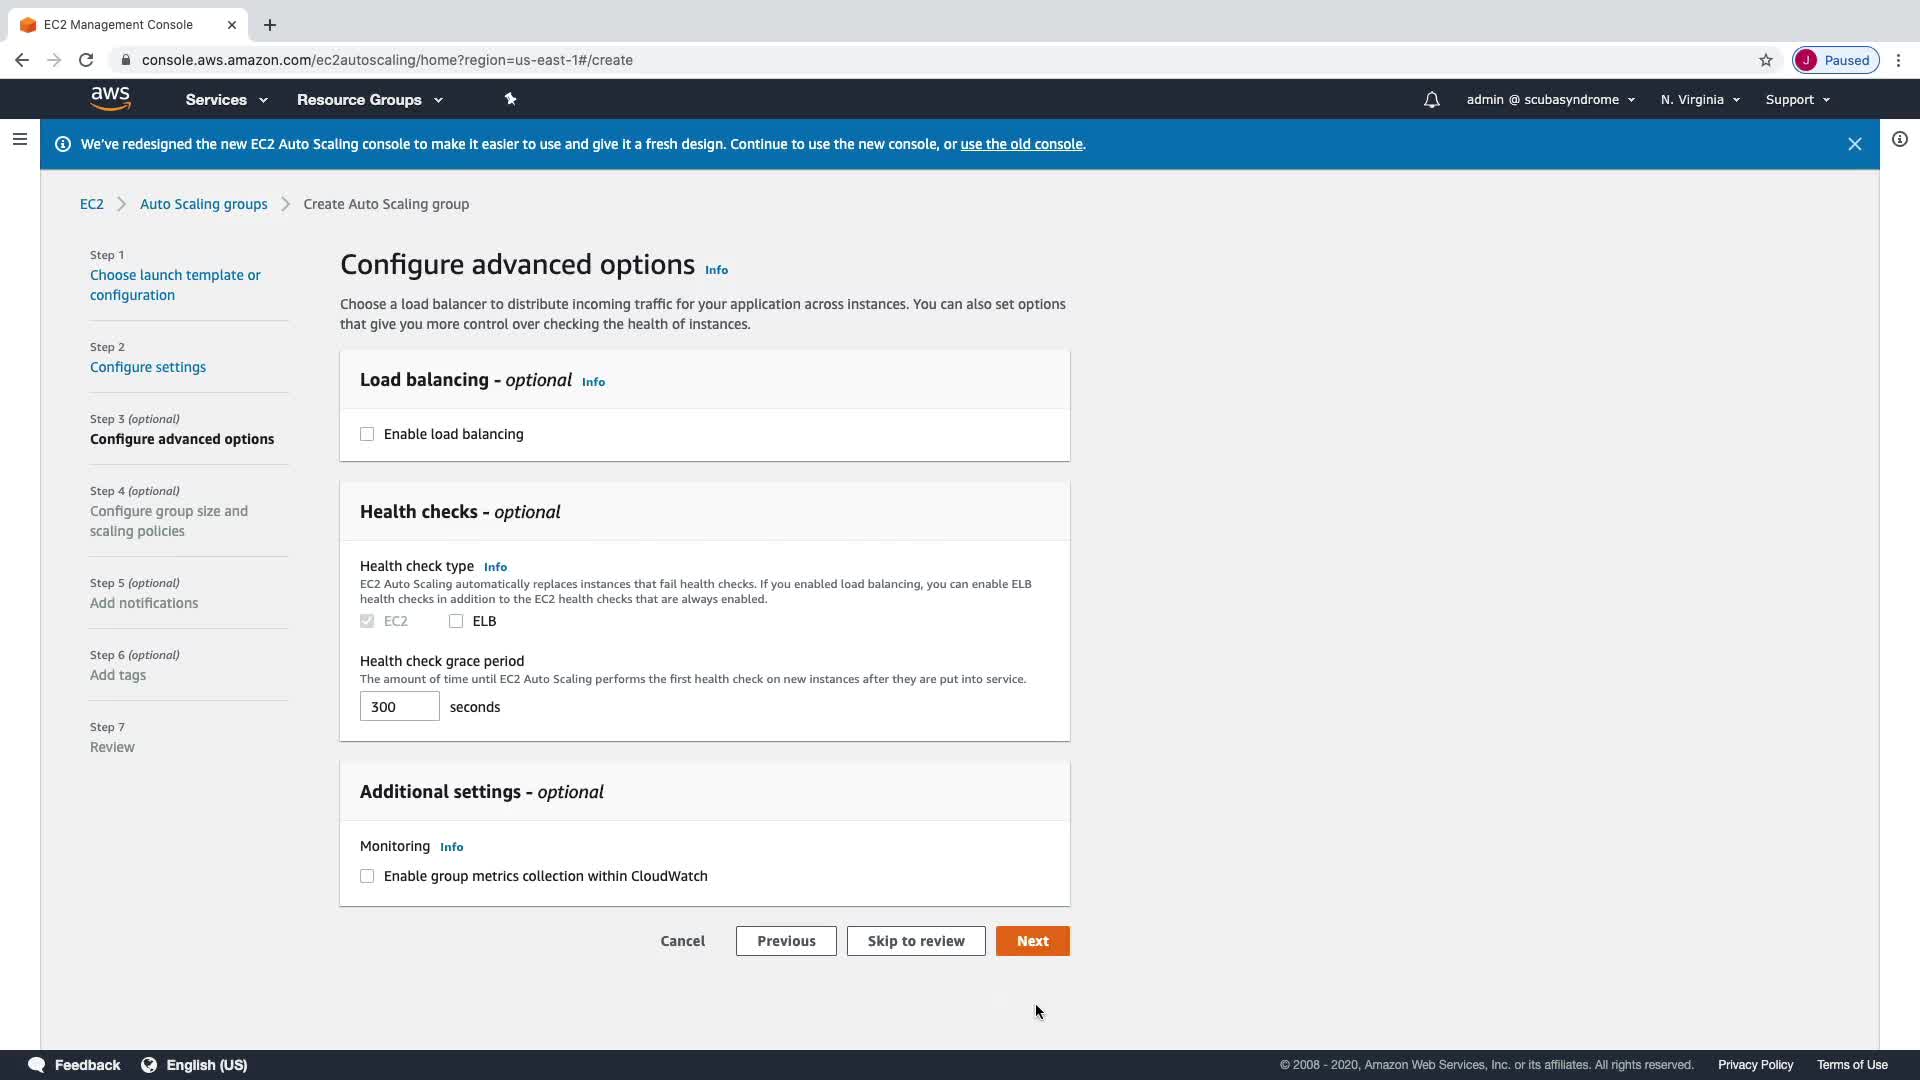 EC2 Management Console
console.aws.amazon.com/ec2autoscaling/home?region=us-east-1#/create
J Paused
aws Services Resource Groups admin @ scubasyndrome N. Virginia Support
We've redesigned the new EC2 Auto Scaling console to make it easier to use and give it a fresh design. Continue to use the new console, or use the old console.
EC2 Auto Scaling groups Create Auto Scaling group
Step 1
Choose launch template or
configuration
Step 2
Configure settings
Step 3 (optional)
Configure advanced options
Step 4 (optional)
Configure group size and
scaling policies
Step 5 (optional)
Add notifications
Step 6 (optional)
Add tags
Step 7
Review
Configure advanced options Info
Choose a load balancer to distribute incoming traffic for your application across instances. You can also set options
that give you more control over checking the health of instances.
Load balancing - optional Info
Enable load balancing
Health checks - optional
Health check type Info
EC2 Auto Scaling automatically replaces instances that fail health checks. If you enabled load balancing, you can enable ELB
health checks in addition to the EC2 health checks that are always enabled.
EC2 ELB
Health check grace period
The amount of time until EC2 Auto Scaling performs the first health check on new instances after they are put into service.
300 seconds
Additional settings - optional
Monitoring Info
Enable group metrics collection within CloudWatch
Cancel Previous Skip to review Next
Feedback English (US) © 2008 - 2020, Amazon Web Services, Inc. or its affiliates. All rights reserved. Privacy Policy Terms of Use